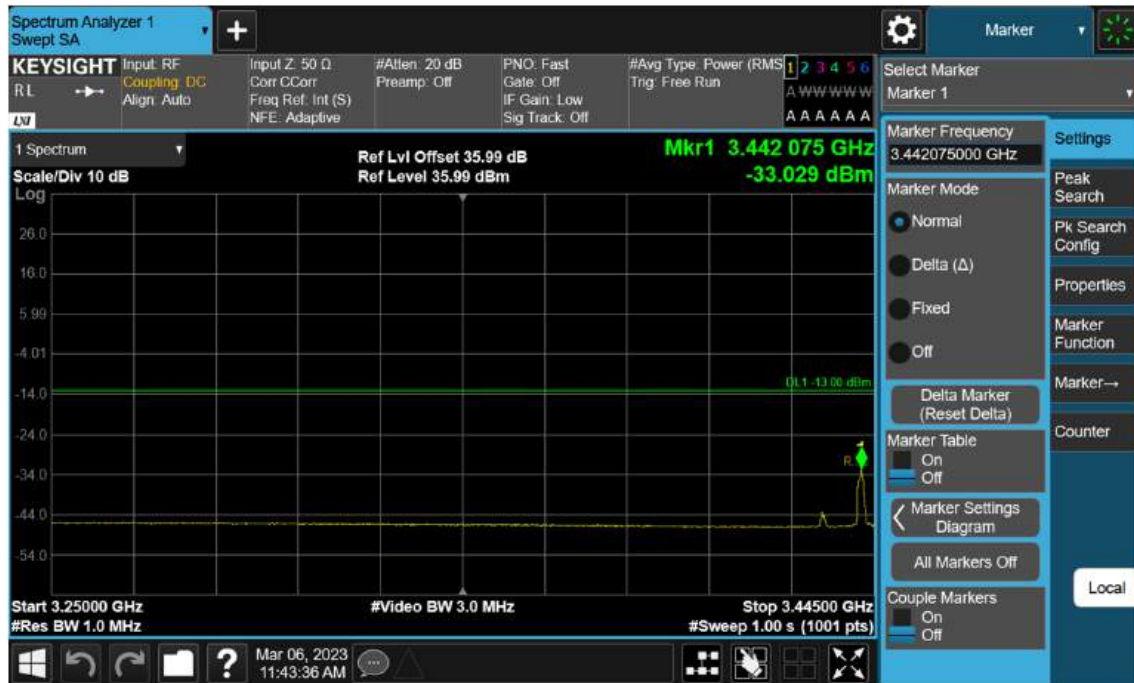 Spectrum Analyzer 1
Swept SA
+
Marker
KEYSIGHT
RL
LXI
Input: RF
Coupling: DC
Align: Auto
Input Z: 50 Ω
Corr CCorr
Freq Ref: Int (S)
NFE: Adaptive
#Atten: 20 dB
Preamp: Off
PNO: Fast
Gate: Off
IF Gain: Low
Sig Track: Off
#Avg Type: Power (RMS
Trig: Free Run
1 2 3 4 5 6
A W W W W W
A A A A A A
Select Marker
Marker 1
1 Spectrum
Scale/Div 10 dB
Log
Ref Lvl Offset 35.99 dB
Ref Level 35.99 dBm
Mkr1 3.442 075 GHz
-33.029 dBm
26.0
16.0
5.99
-4.01
DL1 -13.00 dBm
-14.0
-24.0
-34.0
-44.0
-54.0
Start 3.25000 GHz
#Res BW 1.0 MHz
#Video BW 3.0 MHz
Stop 3.44500 GHz
#Sweep 1.00 s (1001 pts)
Marker Frequency
3.442075000 GHz
Marker Mode
Normal
Delta (Δ)
Fixed
Off
Delta Marker
(Reset Delta)
Marker Table
On
Off
Marker Settings
Diagram
All Markers Off
Couple Markers
On
Off
Settings
Peak
Search
Pk Search
Config
Properties
Marker
Function
Marker→
Counter
Local
?
Mar 06, 2023
11:43:36 AM